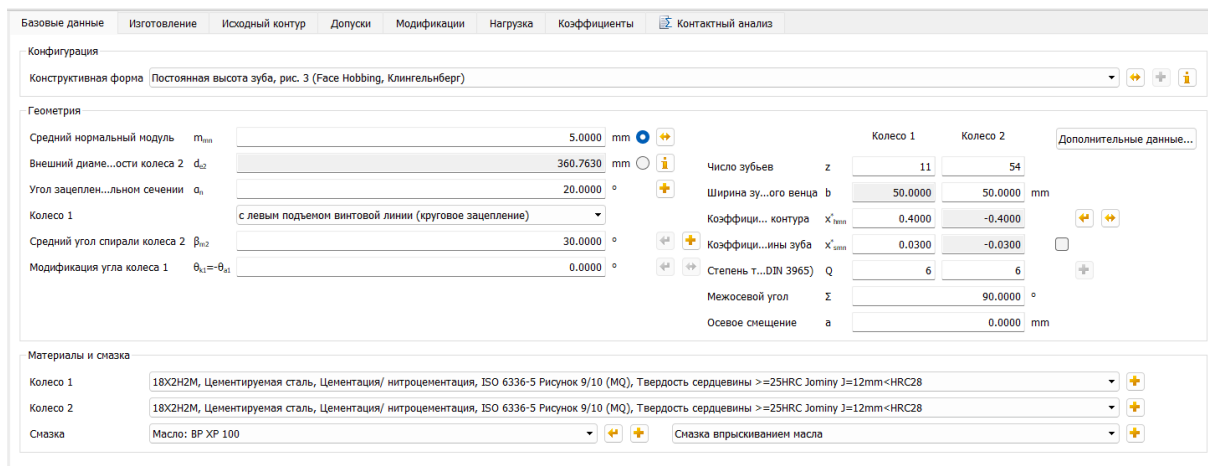 Базовые данные Изготовление Исходный контур Допуски Модификации Нагрузка Коэффициенты Контактный анализ
Конфигурация
Конструктивная форма Постоянная высота зуба, рис. 3 (Face Hobbing, Клингельнберг)
Геометрия
Средний нормальный модуль mmn 5.0000 mm
Внешний диаме...ости колеса 2 de2 360.7630 mm
Угол зацеплен...льном сечении αn 20.0000 °
Колесо 1 с левым подъемом винтовой линии (круговое зацепление)
Средний угол спирали колеса 2 βm2 30.0000 °
Модификация угла колеса 1 θk1=-θa1 0.0000 °
Колесо 1 Колесо 2 Дополнительные данные...
Число зубьев z 11 54
Ширина зу...ого венца b 50.0000 50.0000 mm
Коэффици... контура x*hmn 0.4000 -0.4000
Коэффици...ины зуба x*smn 0.0300 -0.0300
Степень т...DIN 3965) Q 6 6
Межосевой угол Σ 90.0000 °
Осевое смещение a 0.0000 mm
Материалы и смазка
Колесо 1 18Х2Н2М, Цементируемая сталь, Цементация/ нитроцементация, ISO 6336-5 Рисунок 9/10 (MQ), Твердость сердцевины >=25HRC Jominy J=12mm<HRC28
Колесо 2 18Х2Н2М, Цементируемая сталь, Цементация/ нитроцементация, ISO 6336-5 Рисунок 9/10 (MQ), Твердость сердцевины >=25HRC Jominy J=12mm<HRC28
Смазка Масло: BP XP 100 Смазка впрыскиванием масла